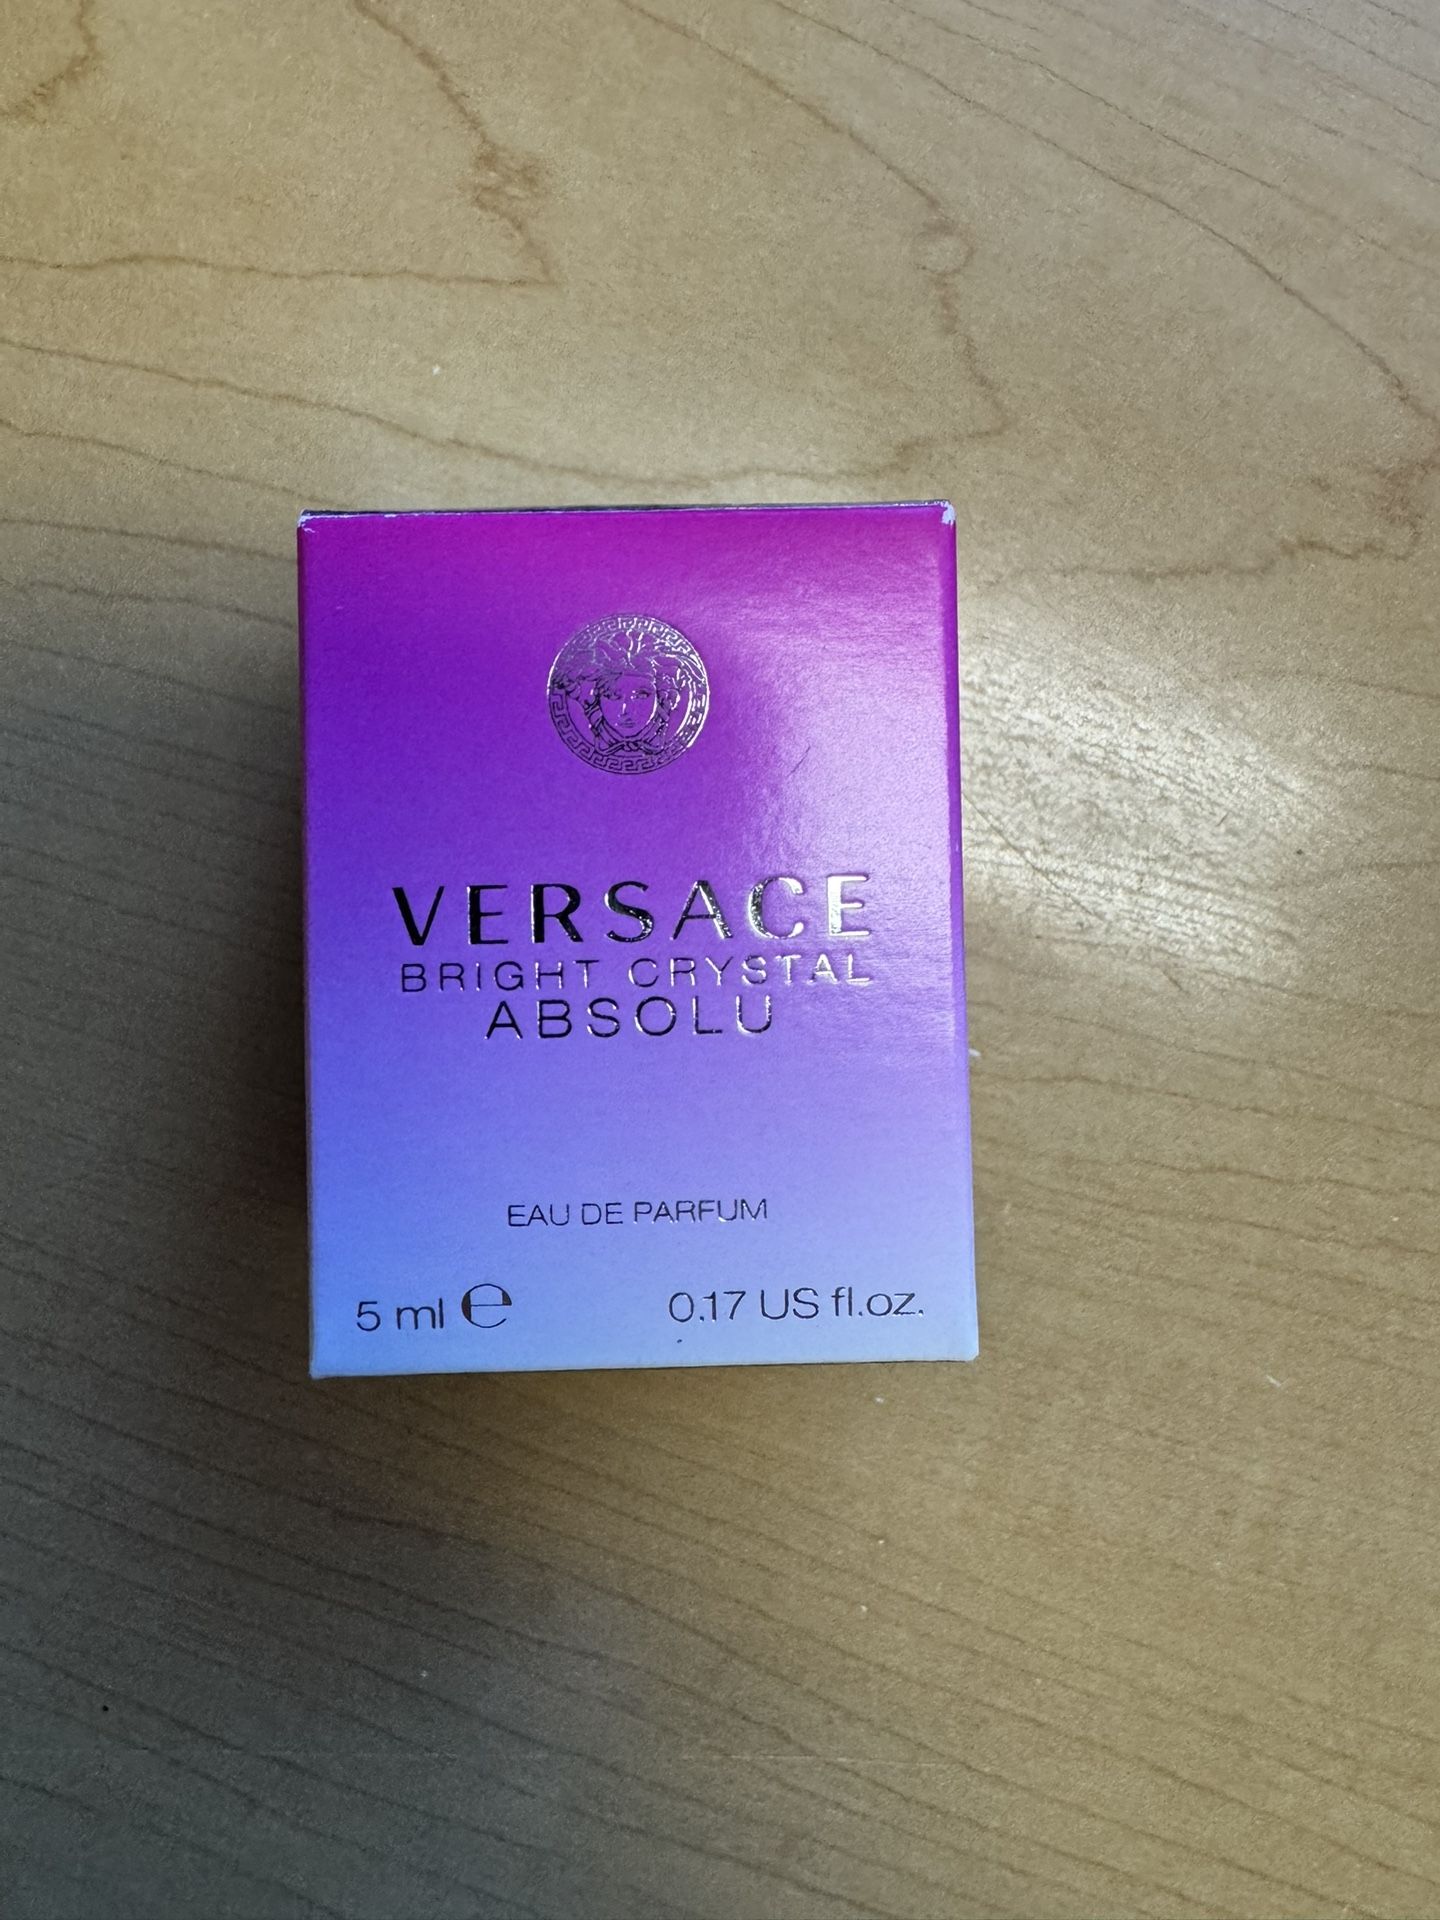 VERSACE
BRIGHT CRYSTAL
ABSOLU
EAU DE PARFUM
5 ml ℮ 0.17 US fl.oz.